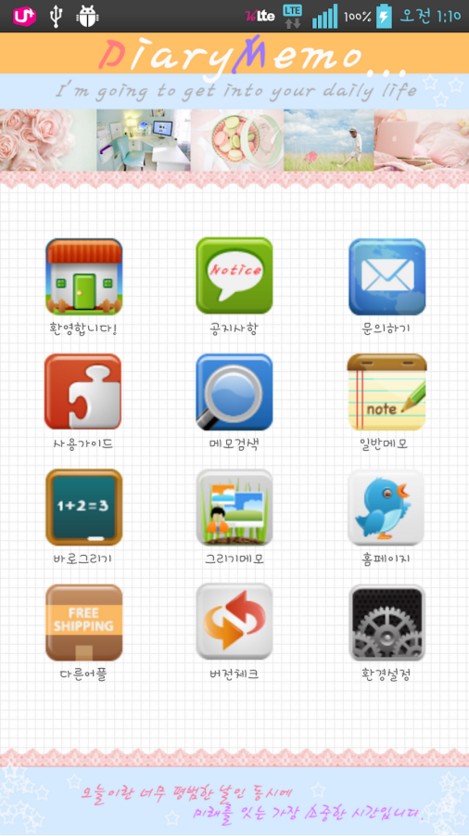 U+ Vlte LTE 100% 오전 1:10
DiaryMemo...
I'm going to get into your daily life
Notice
환영합니다! 공지사항 문의하기
note
사용가이드 메모검색 일반메모
1+2=3
바로그리기 그리기메모 홈페이지
FREE
SHIPPING
다른어플 버전체크 환경설정
오늘이란 너무 평범한 날인 동시에
미래를 잇는 가장 소중한 시간입니다.